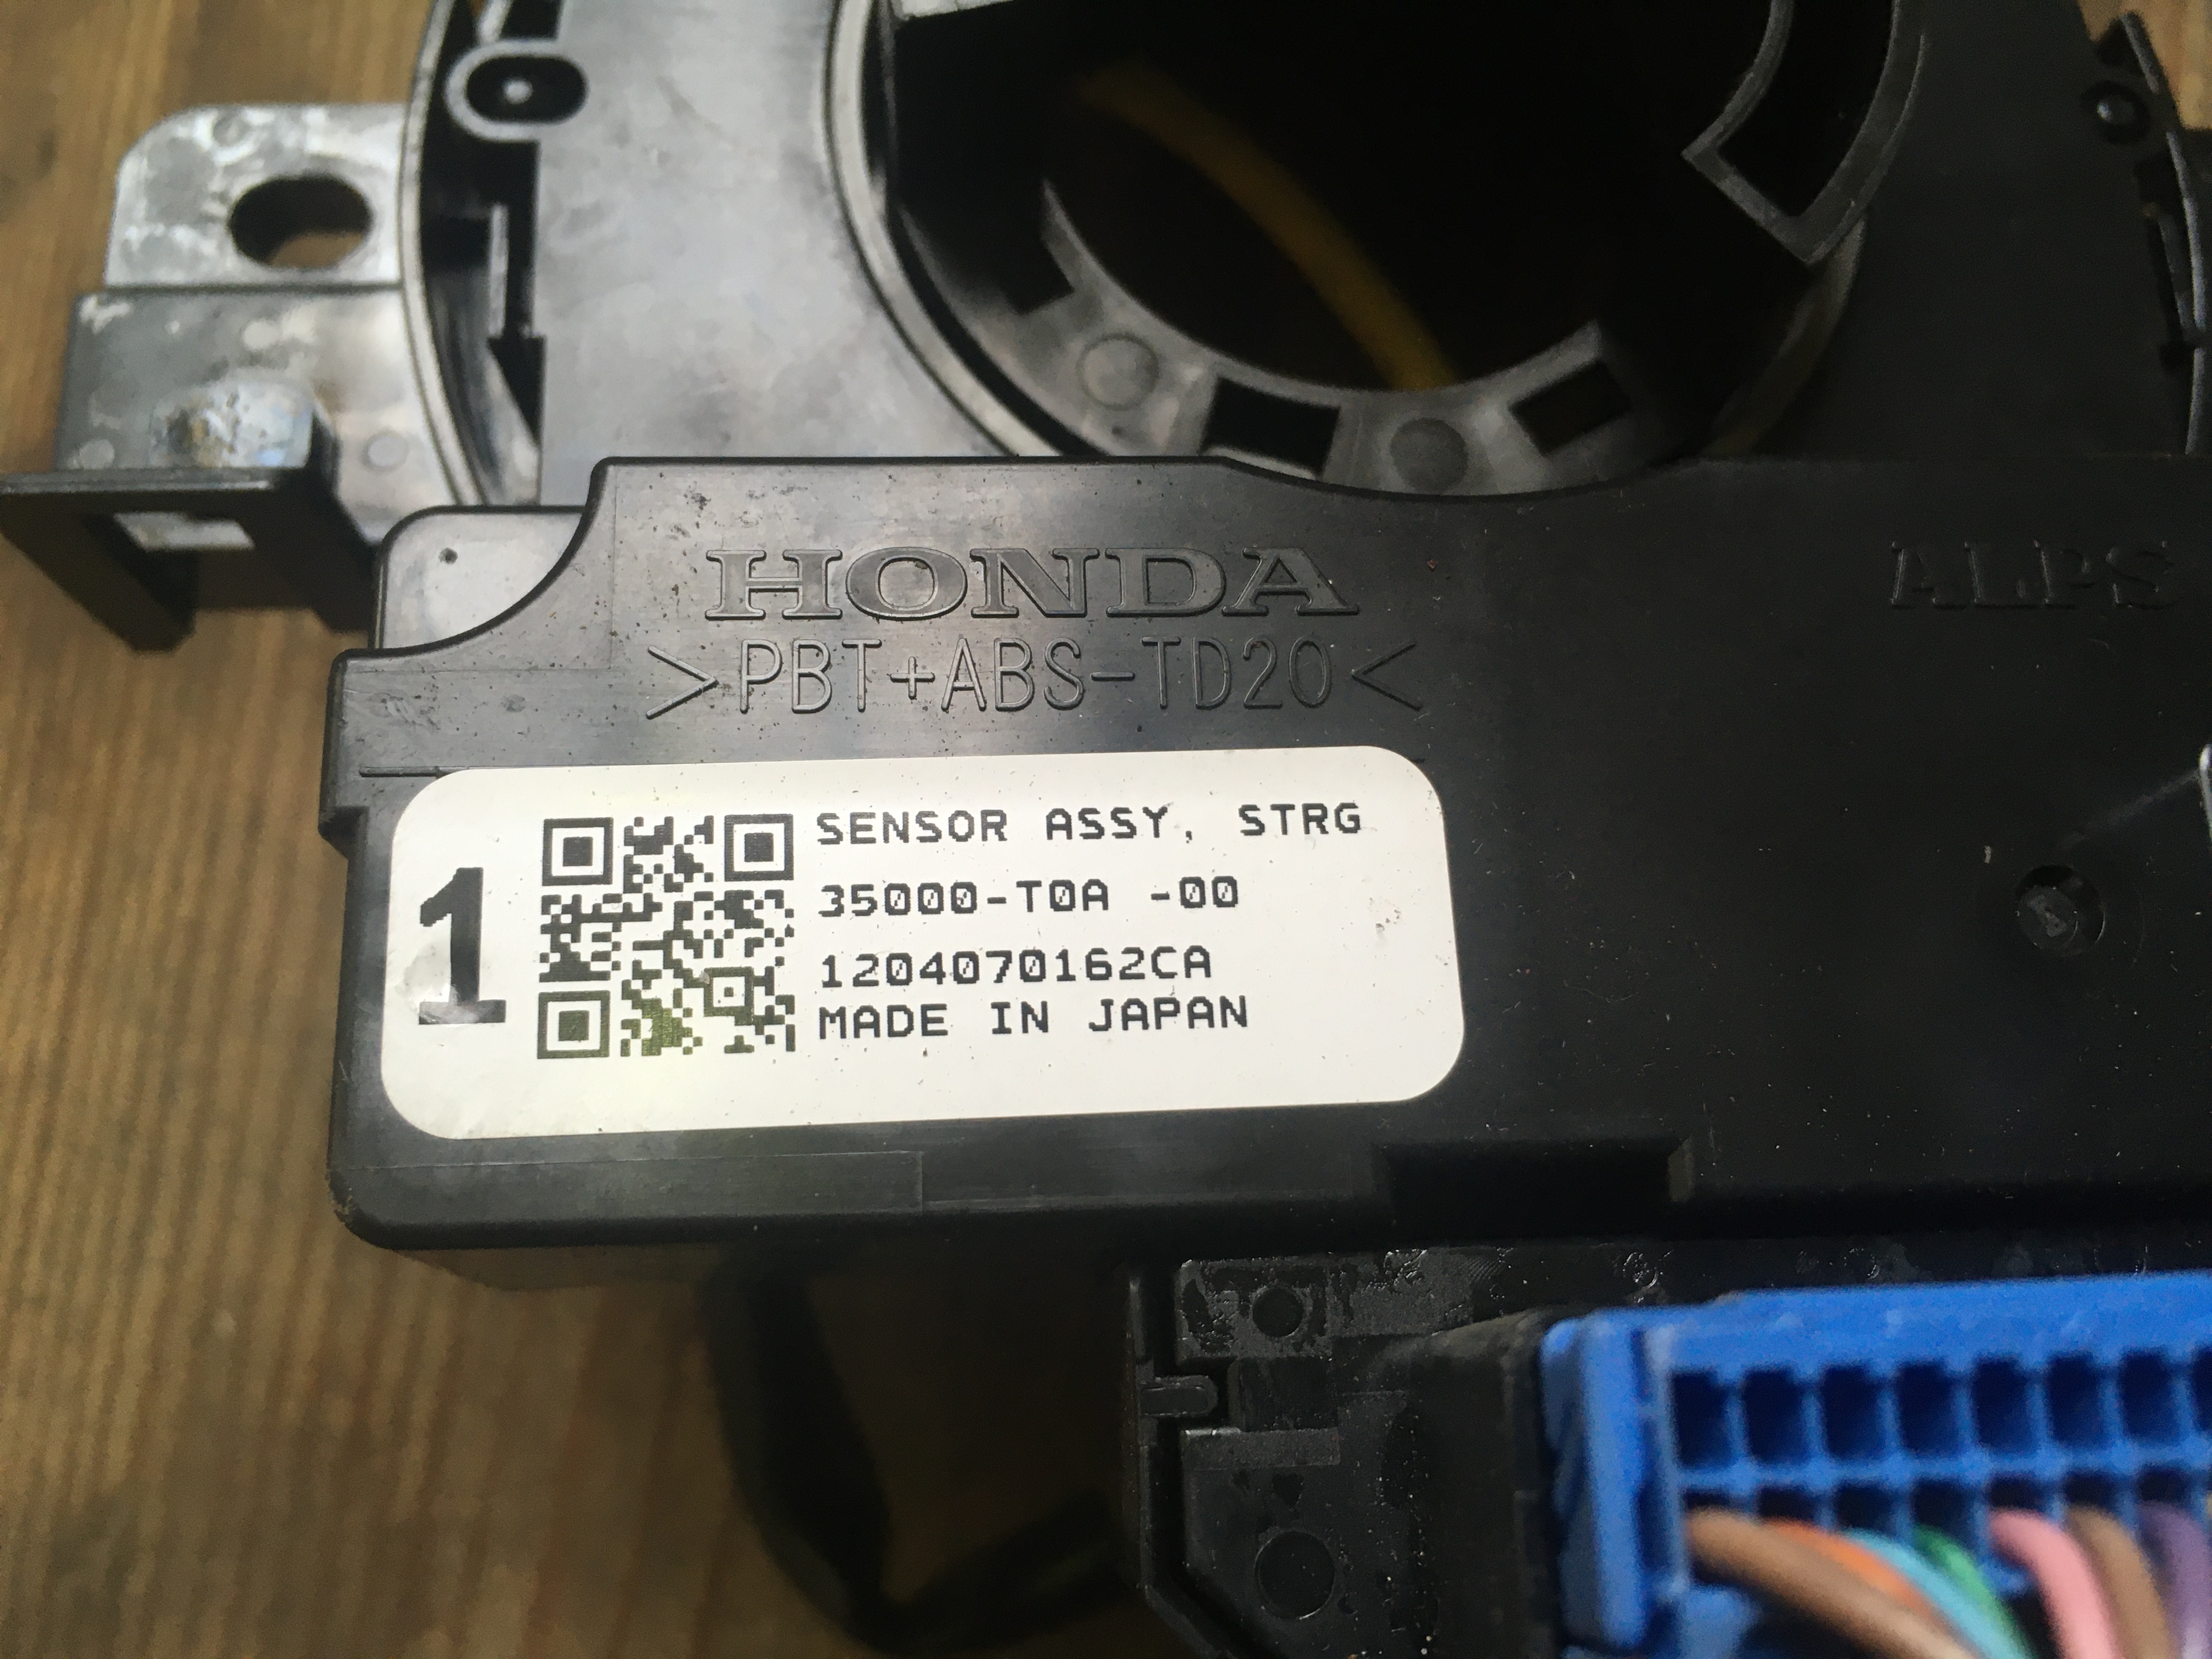 HONDA
ALPS
>PBT+ABS-TD20<
1
SENSOR ASSY, STRG
35000-T0A -00
1204070162CA
MADE IN JAPAN